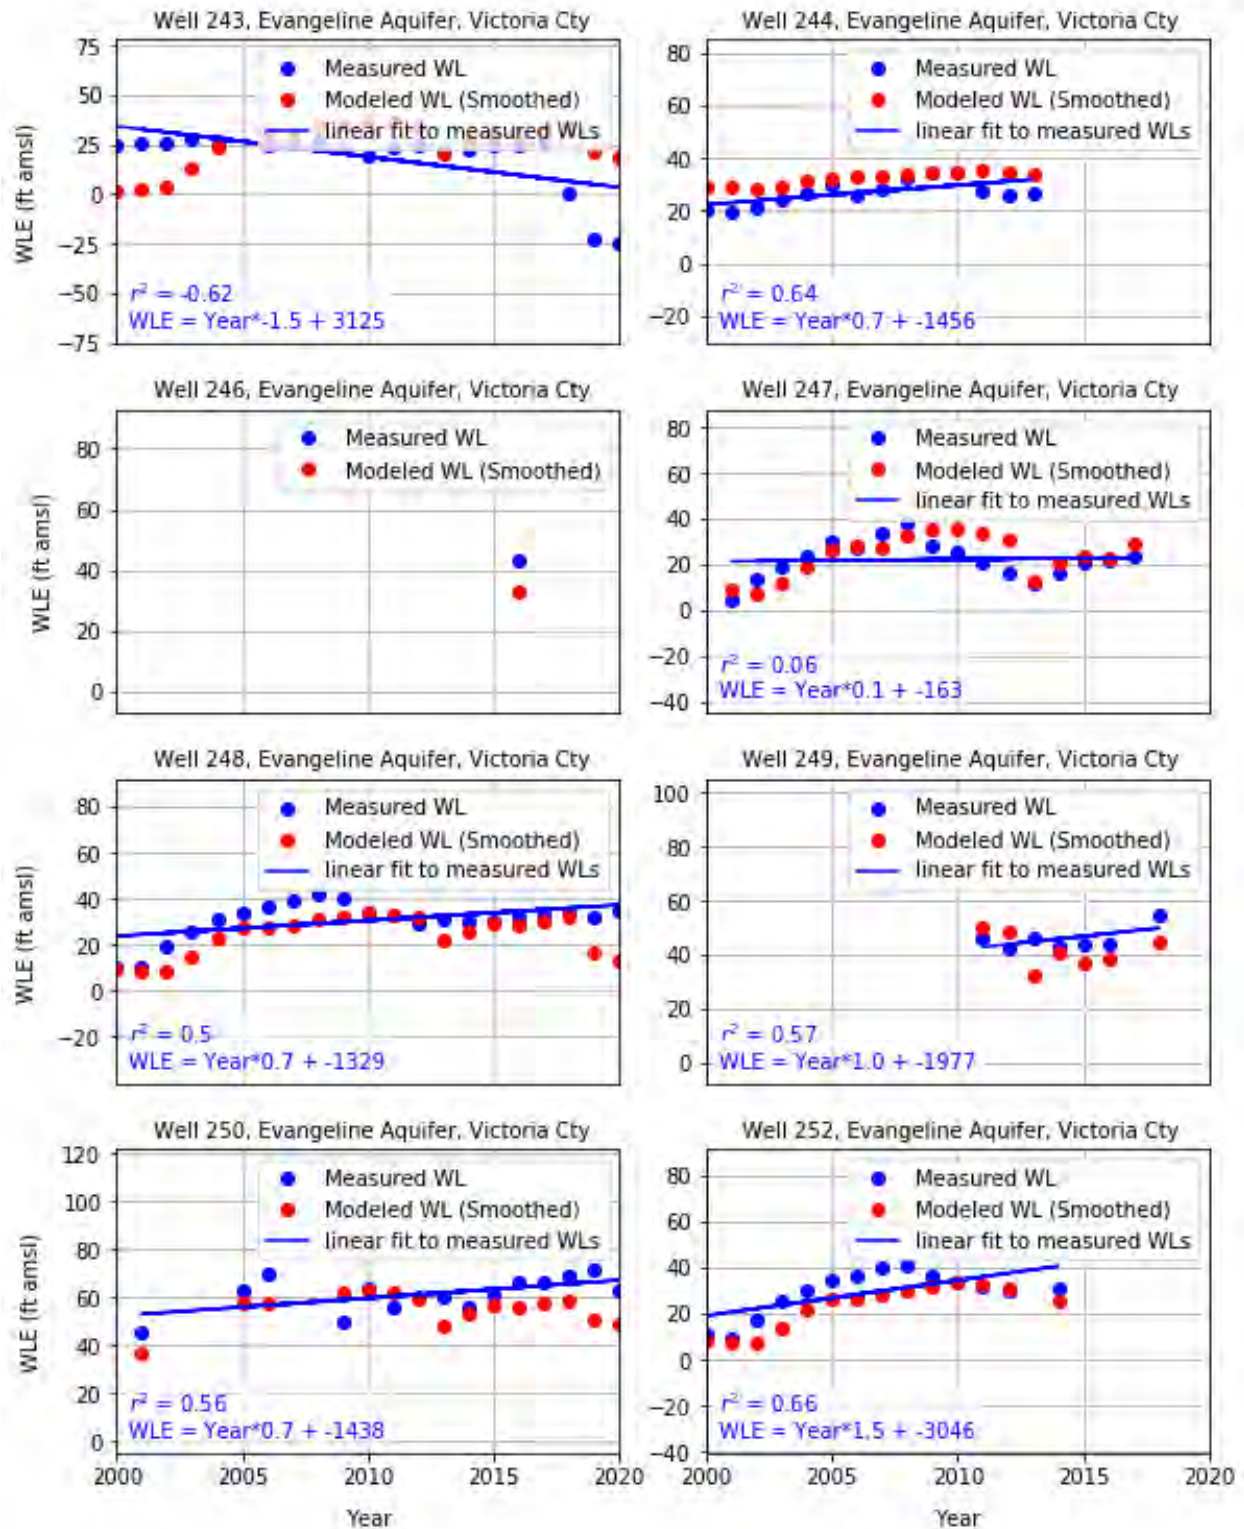 Well 243, Evangeline Aquifer, Victoria Cty
75
50
25
0
−25
−50
−75
WLE (ft amsl)
Measured WL
Modeled WL (Smoothed)
linear fit to measured WLs
r² = -0.62
WLE = Year*-1.5 + 3125
Well 244, Evangeline Aquifer, Victoria Cty
80
60
40
20
0
−20
Measured WL
Modeled WL (Smoothed)
linear fit to measured WLs
r² = 0.64
WLE = Year*0.7 + -1456
Well 246, Evangeline Aquifer, Victoria Cty
80
60
40
20
0
WLE (ft amsl)
Measured WL
Modeled WL (Smoothed)
Well 247, Evangeline Aquifer, Victoria Cty
80
60
40
20
0
−20
−40
Measured WL
Modeled WL (Smoothed)
linear fit to measured WLs
r² = 0.06
WLE = Year*0.1 + -163
Well 248, Evangeline Aquifer, Victoria Cty
80
60
40
20
0
−20
WLE (ft amsl)
Measured WL
Modeled WL (Smoothed)
linear fit to measured WLs
r² = 0.5
WLE = Year*0.7 + -1329
Well 249, Evangeline Aquifer, Victoria Cty
100
80
60
40
20
0
Measured WL
Modeled WL (Smoothed)
linear fit to measured WLs
r² = 0.57
WLE = Year*1.0 + -1977
Well 250, Evangeline Aquifer, Victoria Cty
120
100
80
60
40
20
0
WLE (ft amsl)
Measured WL
Modeled WL (Smoothed)
linear fit to measured WLs
r² = 0.56
WLE = Year*0.7 + -1438
2000 2005 2010 2015 2020
Year
Well 252, Evangeline Aquifer, Victoria Cty
80
60
40
20
0
−20
−40
Measured WL
Modeled WL (Smoothed)
linear fit to measured WLs
r² = 0.66
WLE = Year*1.5 + -3046
2000 2005 2010 2015 2020
Year